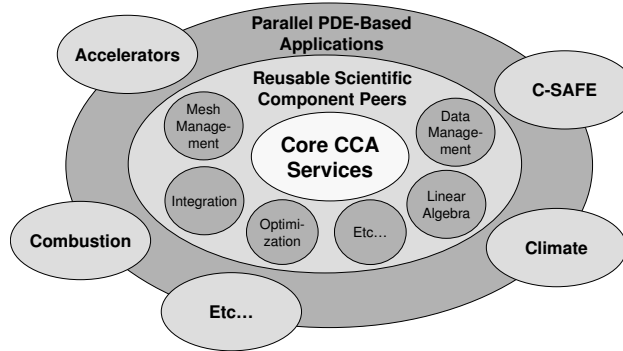 Parallel PDE-Based
Applications
Accelerators
Reusable Scientific
Component Peers
C-SAFE
Mesh
Manage-
ment
Data
Manage-
ment
Core CCA
Services
Integration
Linear
Algebra
Optimi-
zation
Etc...
Combustion
Climate
Etc...